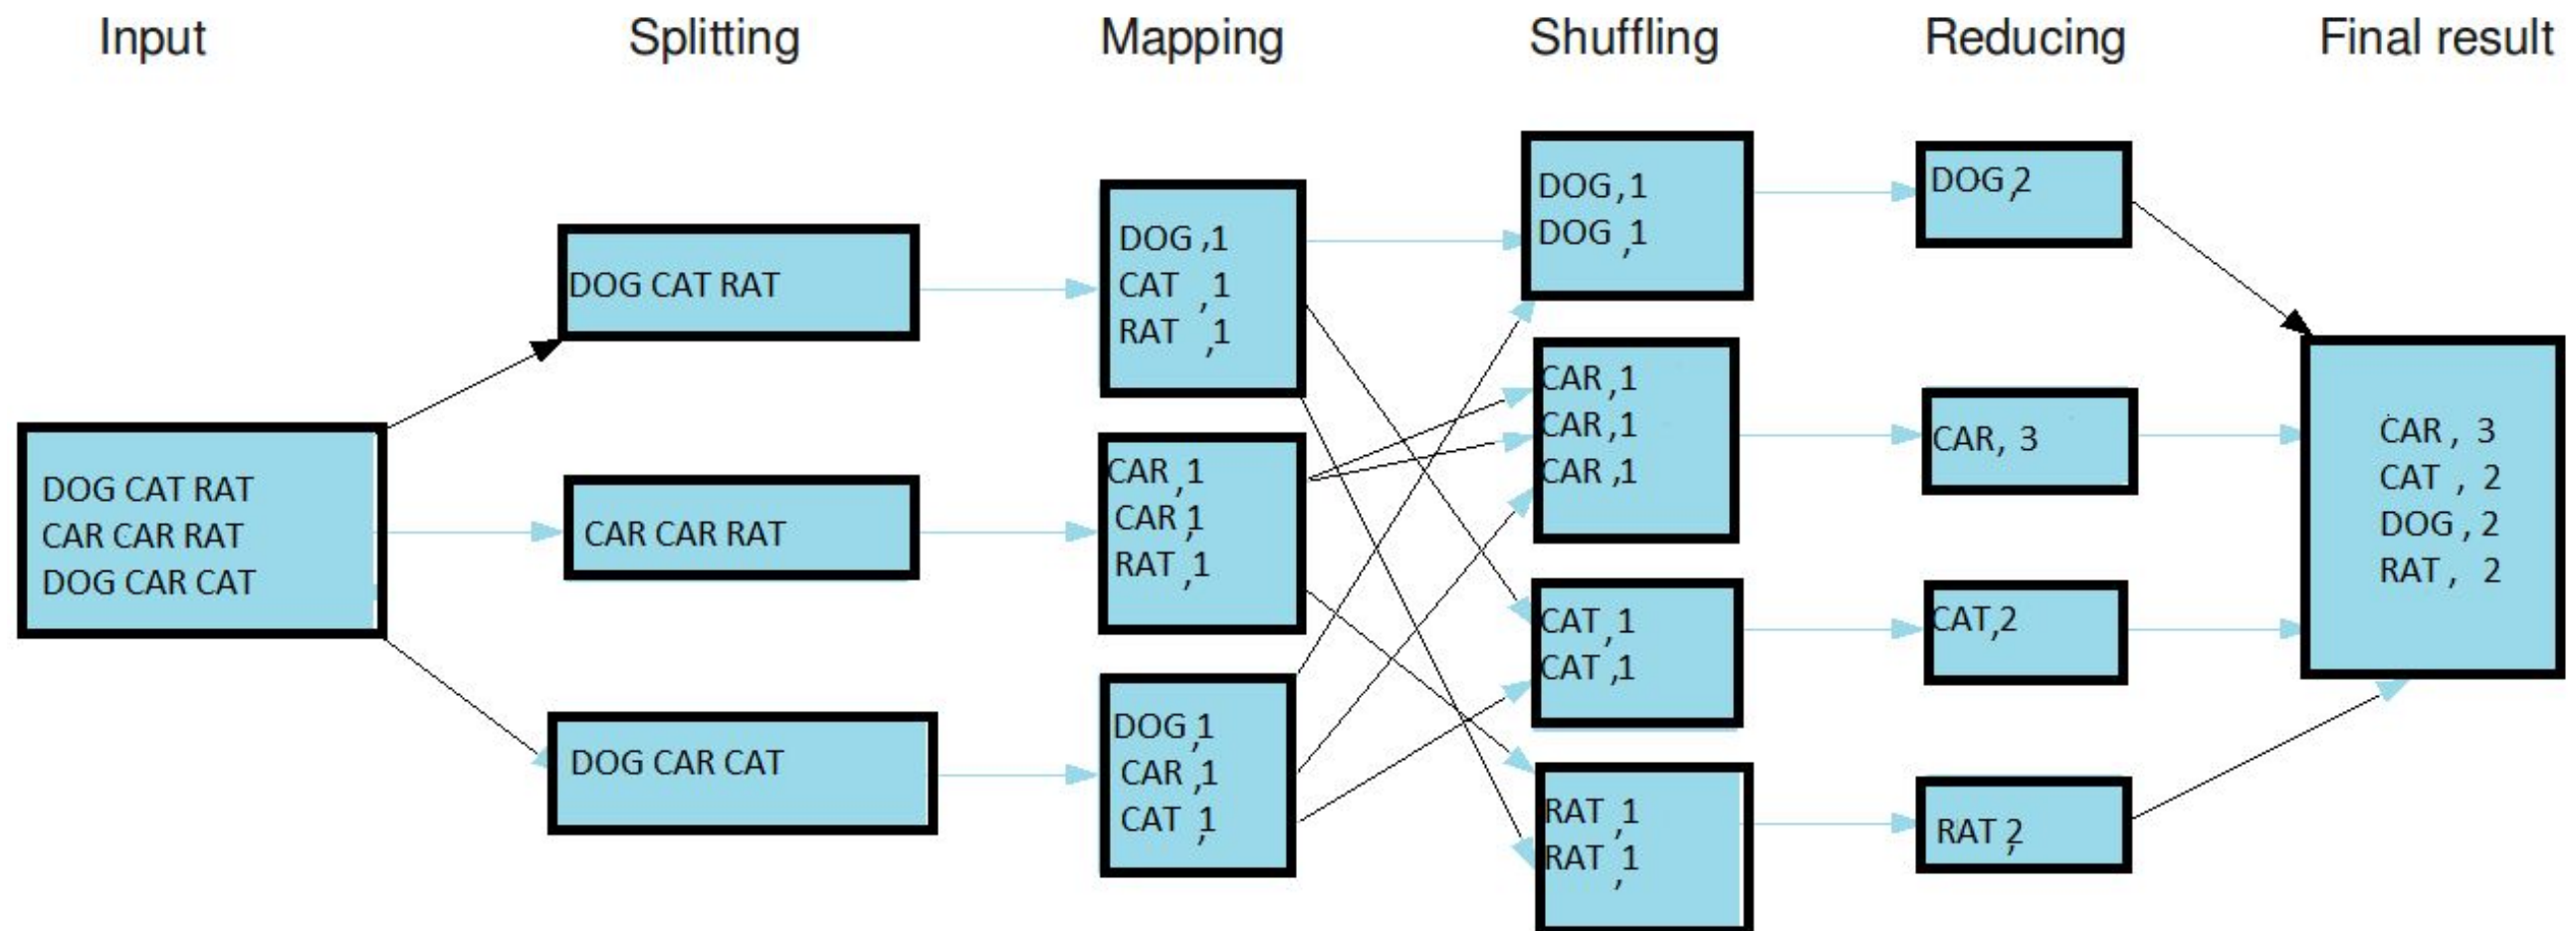 Input
Splitting
Mapping
Shuffling
Reducing
Final result
DOG CAT RAT
CAR CAR RAT
DOG CAR CAT
DOG CAT RAT
CAR CAR RAT
DOG CAR CAT
DOG ,1
CAT ,1
RAT ,1
CAR ,1
CAR ,1
RAT ,1
DOG ,1
CAR ,1
CAT ,1
DOG ,1
DOG ,1
CAR ,1
CAR ,1
CAR ,1
CAT ,1
CAT ,1
RAT ,1
RAT ,1
,
DOG ,2
CAR, 3
CAT,2
RAT ,2
CAR , 3
CAT , 2
DOG , 2
RAT , 2